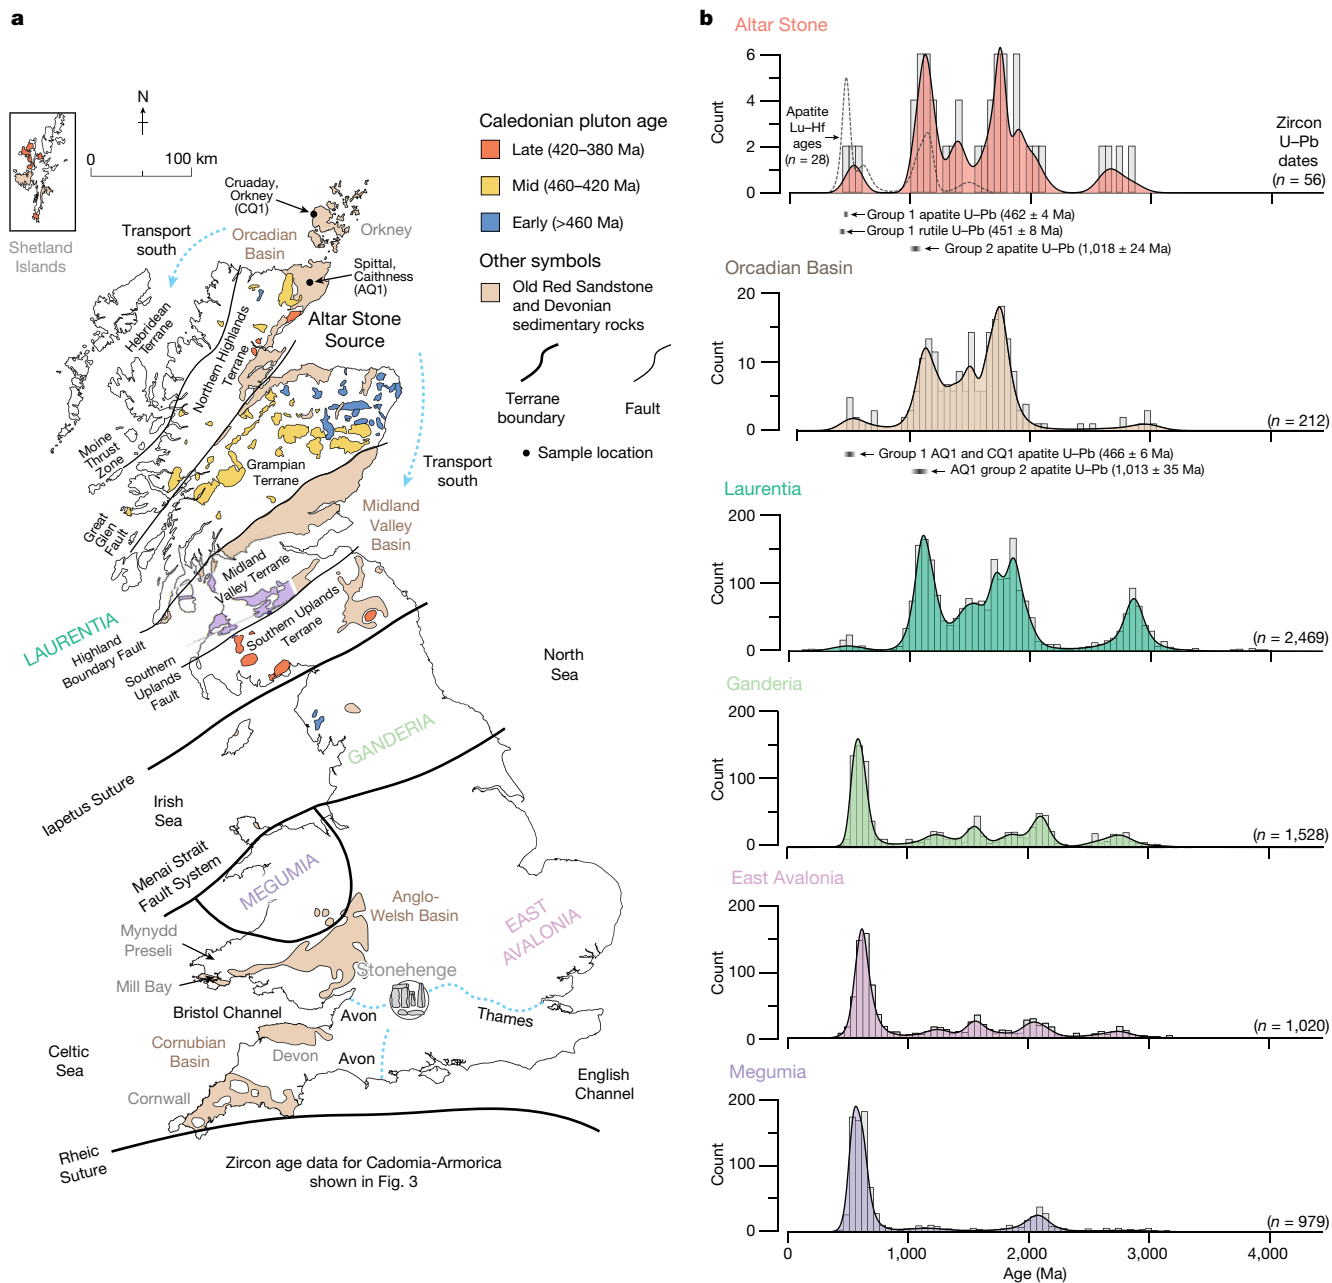 a
N
0
100 km
Shetland
Islands
Cruaday,
Orkney
(CQ1)
Transport
south
Orcadian
Basin
Orkney
Spittal,
Caithness
(AQ1)
Altar Stone
Source
Hebridean
Terrane
Northern Highlands
Terrane
Moine
Thrust
Zone
Grampian
Terrane
Great
Glen
Fault
Transport
south
Midland
Valley
Basin
Midland
Valley Terrane
LAURENTIA
Highland
Boundary Fault
Southern
Uplands
Fault
Southern Uplands
Terrane
North
Sea
GANDERIA
Iapetus Suture
Irish
Sea
Menai Strait
Fault System
MEGUMIA
Anglo-
Welsh Basin
EAST
AVALONIA
Mynydd
Preseli
Mill Bay
Stonehenge
Bristol Channel
Avon
Thames
Cornubian
Basin
Devon
Avon
Celtic
Sea
Cornwall
English
Channel
Rheic
Suture
Zircon age data for Cadomia-Armorica
shown in Fig. 3
Caledonian pluton age
Late (420–380 Ma)
Mid (460–420 Ma)
Early (>460 Ma)
Other symbols
Old Red Sandstone
and Devonian
sedimentary rocks
Terrane
boundary
Fault
Sample location
b
Altar Stone
6
4
2
0
Count
Apatite
Lu–Hf
ages
(n = 28)
Zircon
U–Pb
dates
(n = 56)
Group 1 apatite U–Pb (462 ± 4 Ma)
Group 1 rutile U–Pb (451 ± 8 Ma)
Group 2 apatite U–Pb (1,018 ± 24 Ma)
Orcadian Basin
20
10
0
Count
(n = 212)
Group 1 AQ1 and CQ1 apatite U–Pb (466 ± 6 Ma)
AQ1 group 2 apatite U–Pb (1,013 ± 35 Ma)
Laurentia
200
100
0
Count
(n = 2,469)
Ganderia
200
100
0
Count
(n = 1,528)
East Avalonia
200
100
0
Count
(n = 1,020)
Megumia
200
100
0
Count
(n = 979)
0
1,000
2,000
3,000
4,000
Age (Ma)